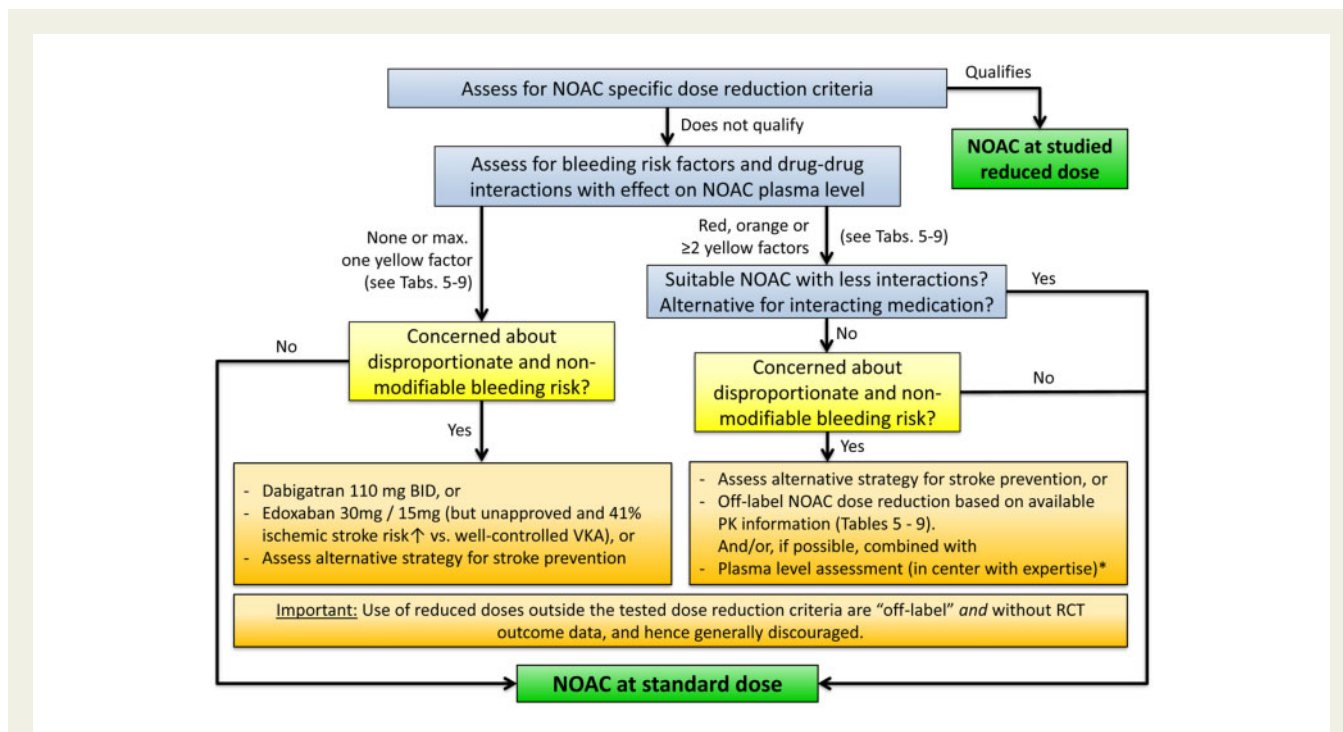 Assess for NOAC specific dose reduction criteria
Qualifies
Does not qualify
NOAC at studied
reduced dose
Assess for bleeding risk factors and drug-drug
interactions with effect on NOAC plasma level
None or max.
one yellow factor
(see Tabs. 5-9)
Red, orange or
≥2 yellow factors
(see Tabs. 5-9)
Suitable NOAC with less interactions?
Alternative for interacting medication?
Yes
No
No
Concerned about
disproportionate and non-
modifiable bleeding risk?
Concerned about
disproportionate and non-
modifiable bleeding risk?
No
Yes
Yes
- Dabigatran 110 mg BID, or
- Edoxaban 30mg / 15mg (but unapproved and 41%
ischemic stroke risk↑ vs. well-controlled VKA), or
- Assess alternative strategy for stroke prevention
- Assess alternative strategy for stroke prevention, or
- Off-label NOAC dose reduction based on available
PK information (Tables 5 - 9).
And/or, if possible, combined with
- Plasma level assessment (in center with expertise)*
Important: Use of reduced doses outside the tested dose reduction criteria are “off-label” and without RCT
outcome data, and hence generally discouraged.
NOAC at standard dose